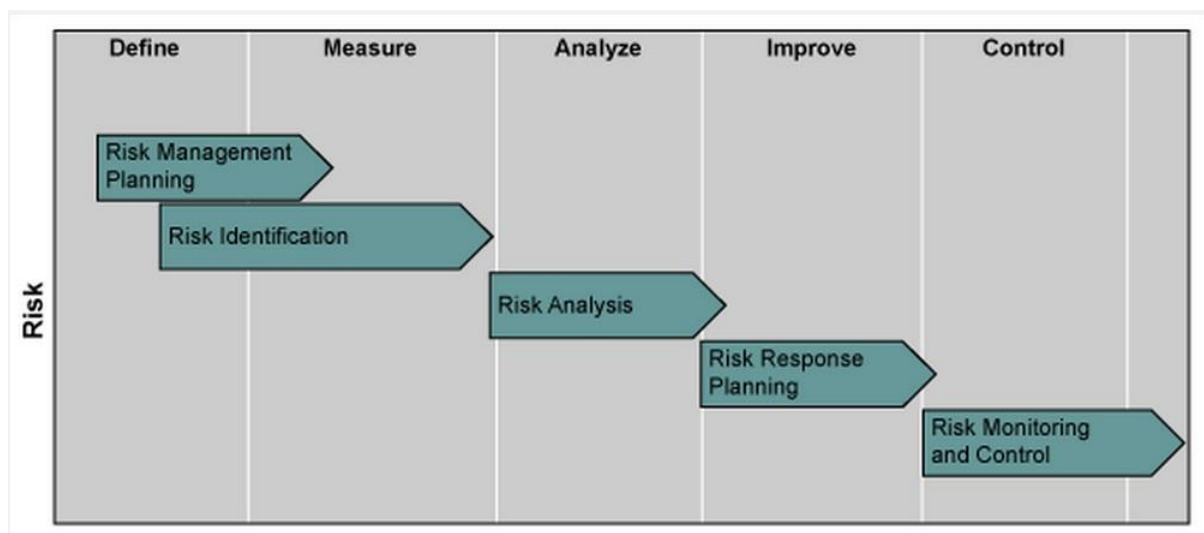 Define Measure Analyze Improve Control
Risk Management
Planning
Risk Identification
Risk Analysis
Risk Response
Planning
Risk Monitoring
and Control
Risk